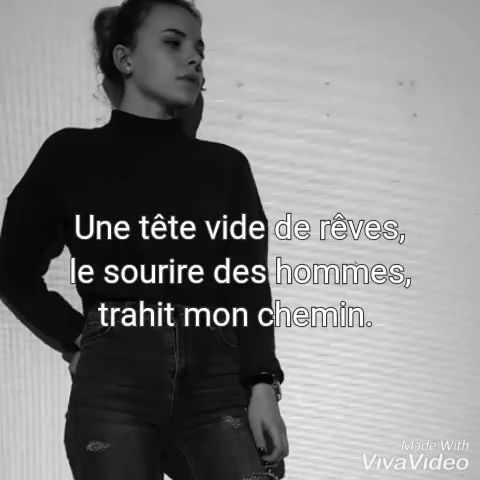 Une tête vide de rêves,
le sourire des hommes,
trahit mon chemin.
Made With
VivaVideo